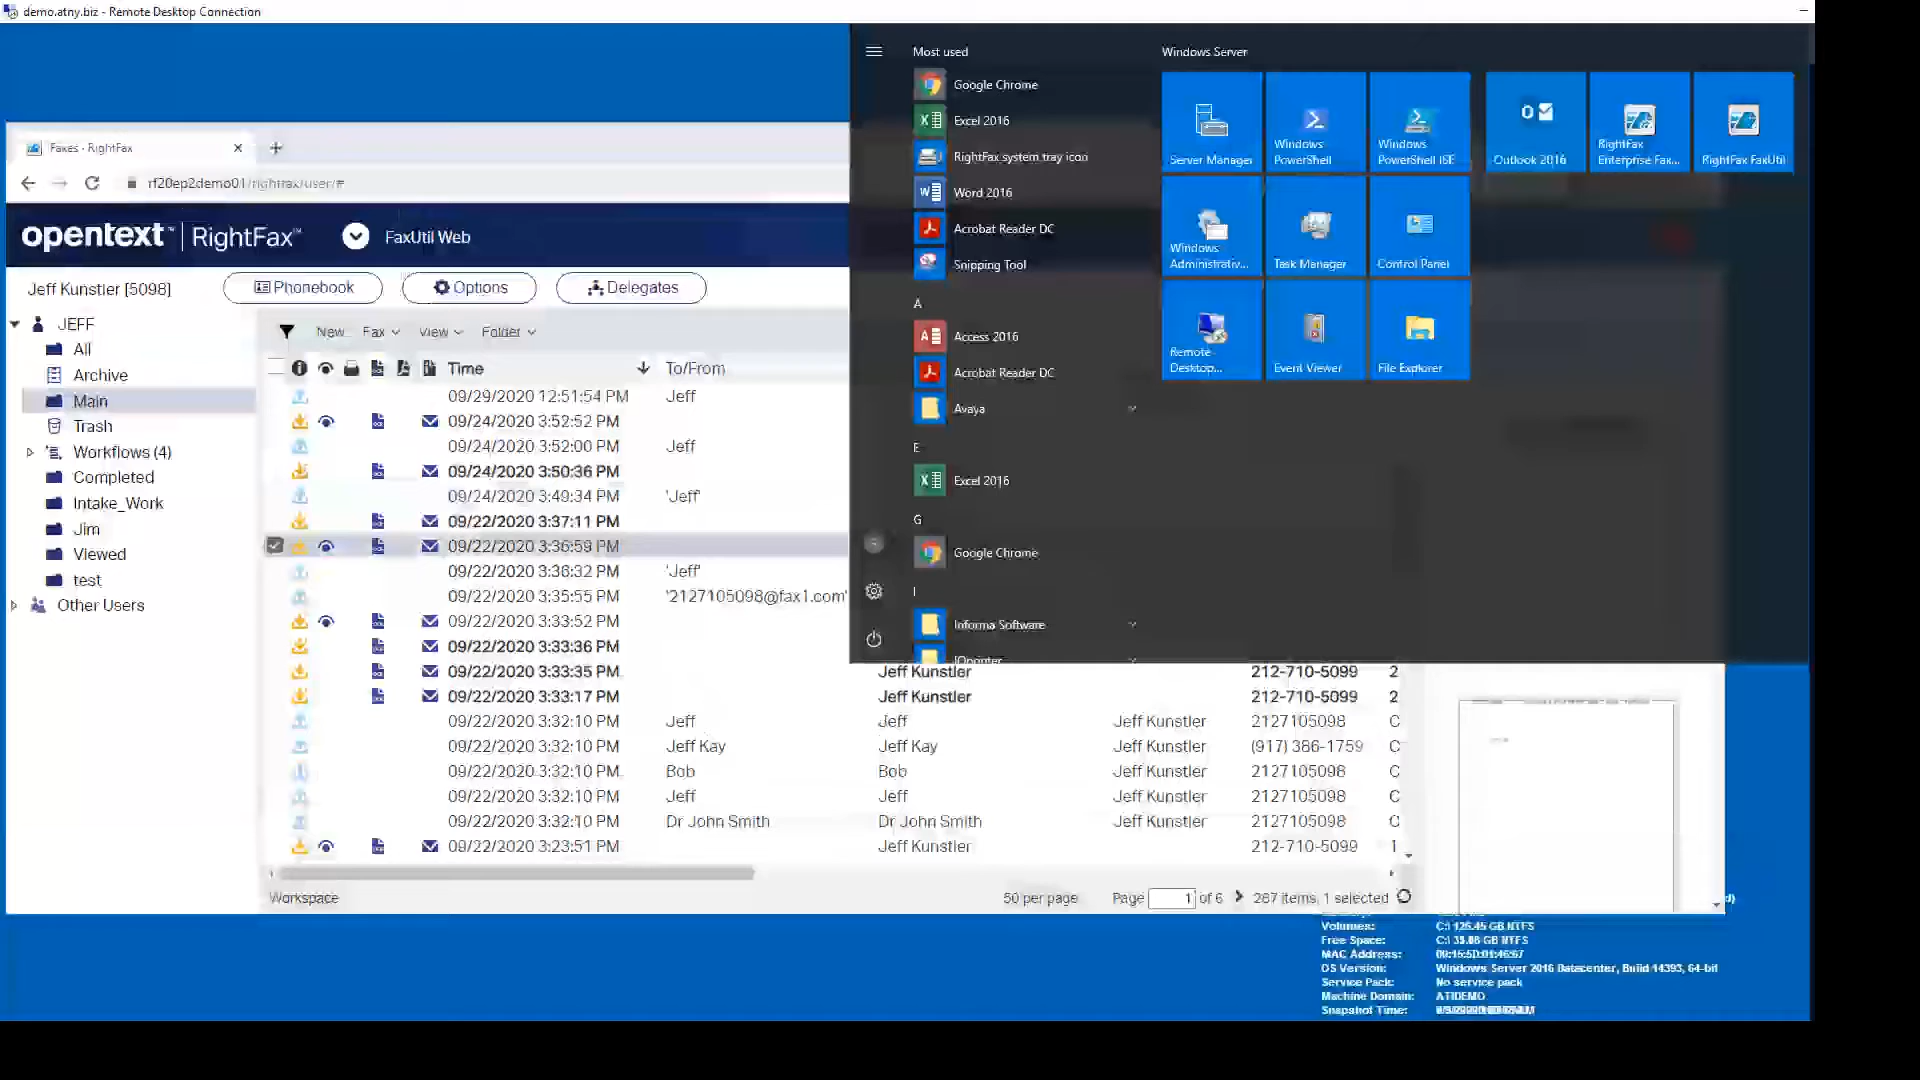 demo.atny.biz - Remote Desktop Connection
Faxes - RightFax
rf20ep2demo01/rightfax/user/#
opentext™ | RightFax™
FaxUtil Web
Jeff Kunstler [5098]
Phonebook
Options
Delegates
JEFF
All
Archive
Main
Trash
Workflows (4)
Completed
Intake_Work
Jim
Viewed
test
Other Users
New Fax View Folder
Time To/From
09/29/2020 12:51:54 PM Jeff
09/24/2020 3:52:52 PM
09/24/2020 3:52:00 PM Jeff
09/24/2020 3:50:36 PM
09/24/2020 3:49:34 PM 'Jeff'
09/22/2020 3:37:11 PM
09/22/2020 3:36:59 PM
09/22/2020 3:36:32 PM 'Jeff'
09/22/2020 3:35:55 PM '2127105098@fax1.com'
09/22/2020 3:33:52 PM
09/22/2020 3:33:36 PM
09/22/2020 3:33:35 PM Jeff Kunstler 212-710-5099 2
09/22/2020 3:33:17 PM Jeff Kunstler 212-710-5099 2
09/22/2020 3:32:10 PM Jeff Jeff Jeff Kunstler 2127105098 C
09/22/2020 3:32:10 PM Jeff Kay Jeff Kay Jeff Kunstler (917) 386-1759 C
09/22/2020 3:32:10 PM Bob Bob Jeff Kunstler 2127105098 C
09/22/2020 3:32:10 PM Jeff Jeff Jeff Kunstler 2127105098 C
09/22/2020 3:32:10 PM Dr John Smith Dr John Smith Jeff Kunstler 2127105098
09/22/2020 3:23:51 PM Jeff Kunstler 212-710-5099 1
Workspace
50 per page Page 1 of 6 287 items, 1 selected
Most used
Google Chrome
Excel 2016
RightFax system tray icon
Word 2016
Acrobat Reader DC
Snipping Tool
A
Access 2016
Acrobat Reader DC
Avaya
E
Excel 2016
G
Google Chrome
I
Informa Software
Windows Server
Server Manager
Windows PowerShell
Windows PowerShell ISE
Outlook 2016
RightFax Enterprise Fax...
RightFax FaxUtil
Windows Administrativ...
Task Manager
Control Panel
Remote Desktop...
Event Viewer
File Explorer
Volumes: C:\ 126.45 GB NTFS
Free Space: GB NTFS
MAC Address:
OS Version: Windows Server 2016 Datacenter, Build 14393, 64-bit
Service Pack: No service pack
Machine Domain: ATIDEMO
Snapshot Time: